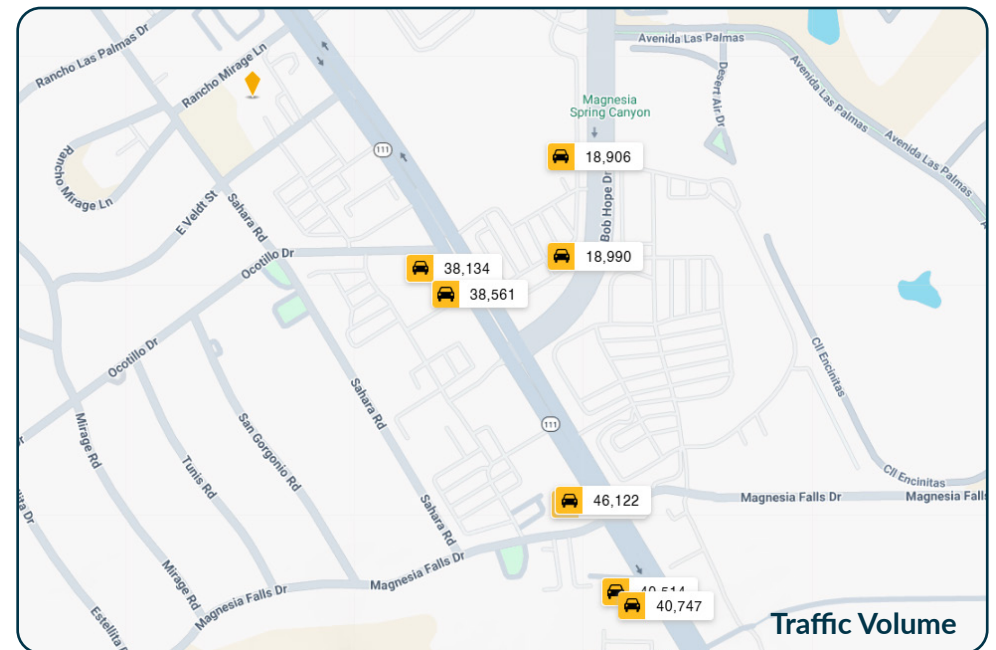 Rancho Las Palmas Dr
Rancho Mirage Ln
Avenida Las Palmas
Avenida Las Palmas
Desert Air Dr
Magnesia
Spring Canyon
Avenida Las Palmas
111
18,906
Rancho Mirage Ln
E Veldt St
Sahara Rd
Bob Hope Dr
Ocotillo Dr
18,990
38,134
38,561
Ocotillo Dr
Cll Encinitas
Sahara Rd
Mirage Rd
San Gorgonio Rd
111
Tunis Rd
Cll Encinitas
Sahara Rd
46,122
Magnesia Falls Dr
Magnesia Fall
Magnesia Falls Dr
Mirage Rd
Magnesia Falls Dr
40,514
40,747
Estellita
Traffic Volume